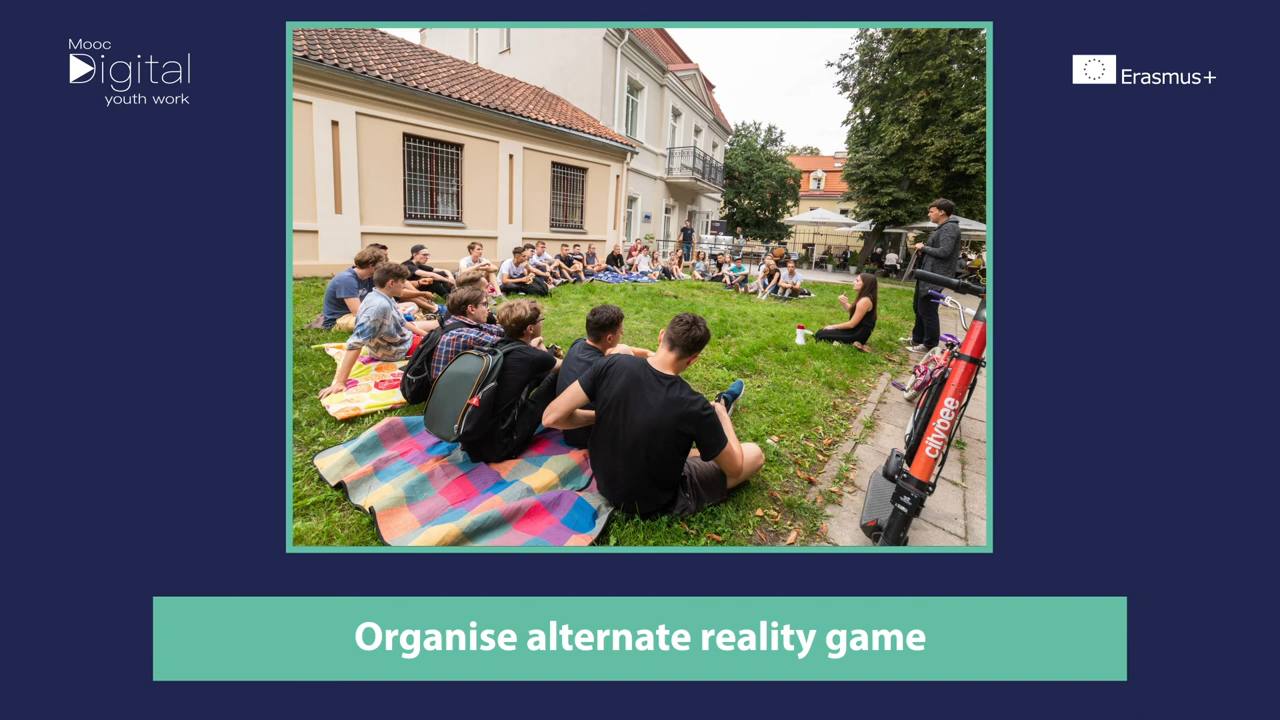 Mooc
Digital
youth work
Erasmus+
citybee
Organise alternate reality game